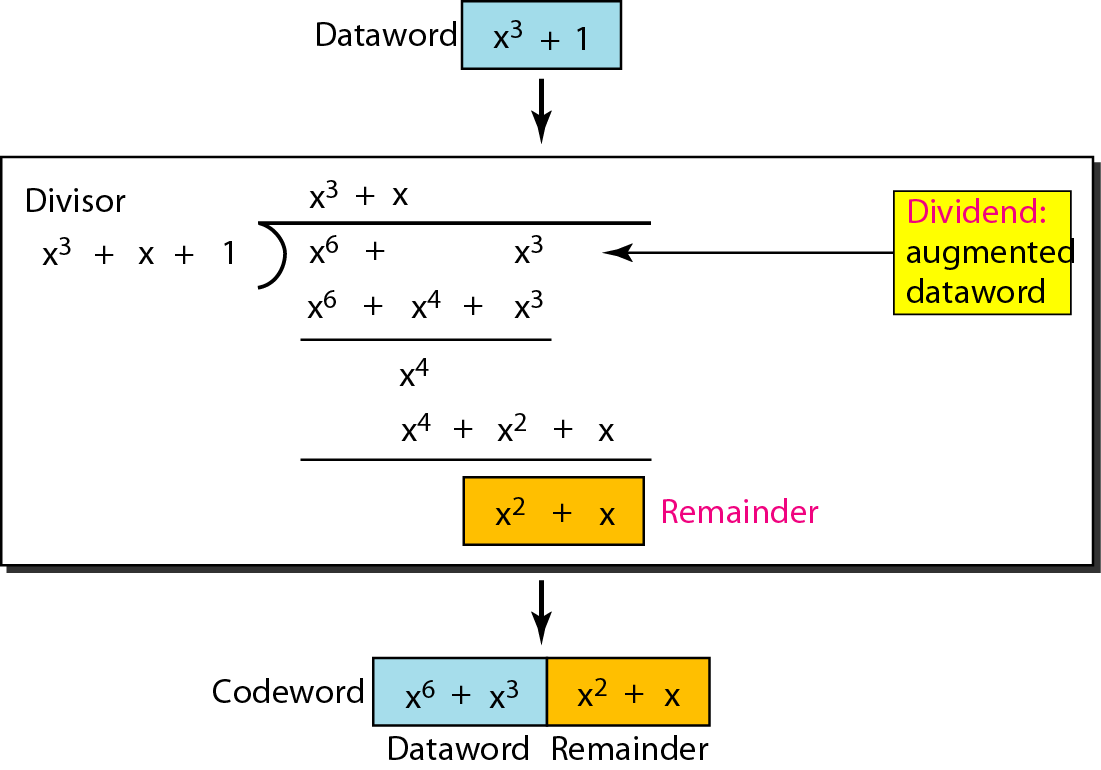 Dataword x³ + 1
Divisor
x³ + x
x³ + x + 1
x⁶ + x³
Dividend:
augmented
dataword
x⁶ + x⁴ + x³
x⁴
x⁴ + x² + x
x² + x Remainder
Codeword x⁶ + x³ x² + x
Dataword Remainder